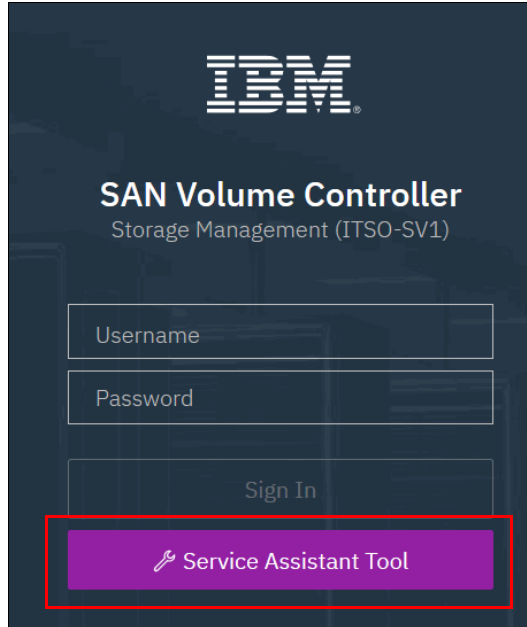 IBM®
SAN Volume Controller
Storage Management (ITSO-SV1)
Username
Password
Sign In
Service Assistant Tool